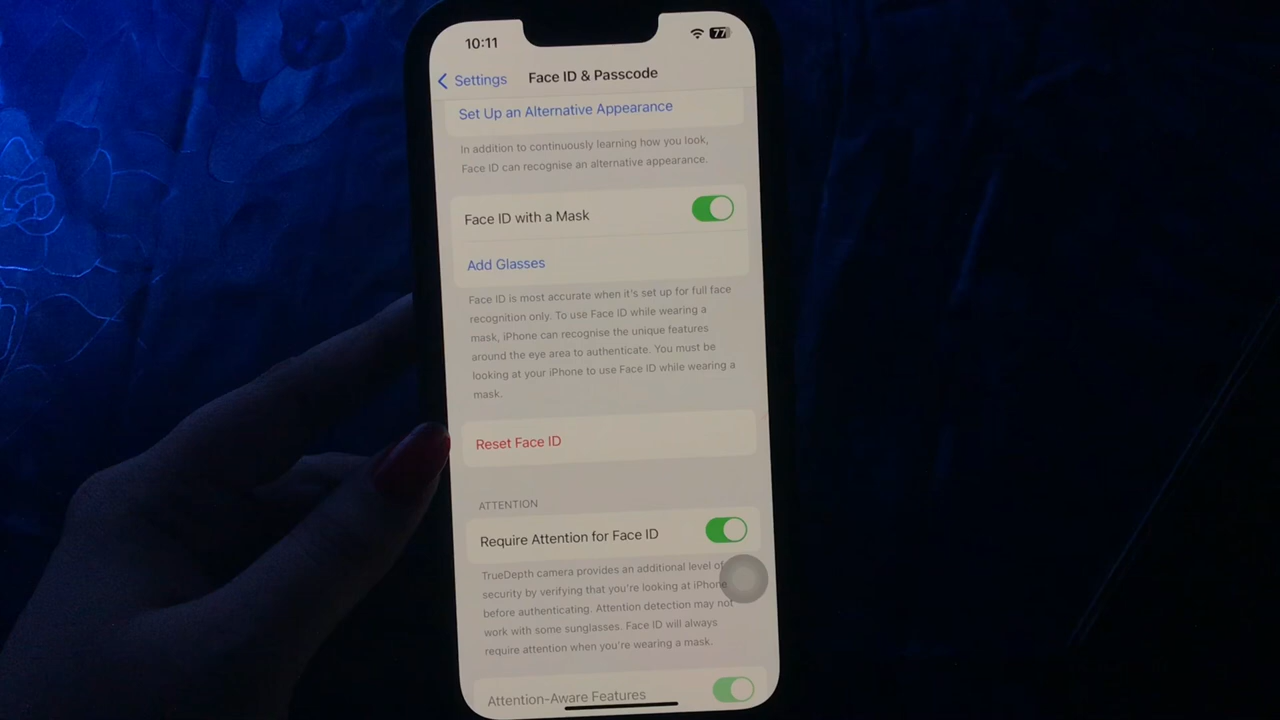 10:11
77
Settings
Face ID & Passcode
Set Up an Alternative Appearance
In addition to continuously learning how you look,
Face ID can recognise an alternative appearance.
Face ID with a Mask
Add Glasses
Face ID is most accurate when it's set up for full face
recognition only. To use Face ID while wearing a
mask, iPhone can recognise the unique features
around the eye area to authenticate. You must be
looking at your iPhone to use Face ID while wearing a
mask.
Reset Face ID
ATTENTION
Require Attention for Face ID
TrueDepth camera provides an additional level of
security by verifying that you're looking at iPhone
before authenticating. Attention detection may not
work with some sunglasses. Face ID will always
require attention when you're wearing a mask.
Attention-Aware Features